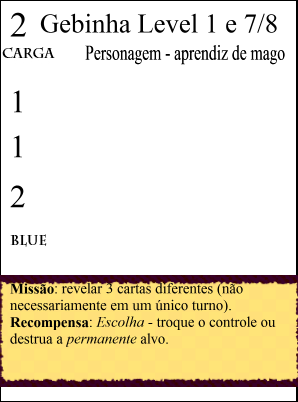 2 Gebinha Level 1 e 7/8
CARGA Personagem - aprendiz de mago
1
1
2
BLUE
Missão: revelar 3 cartas diferentes (não
necessariamente em um único turno).
Recompensa: Escolha - troque o controle ou
destrua a permanente alvo.